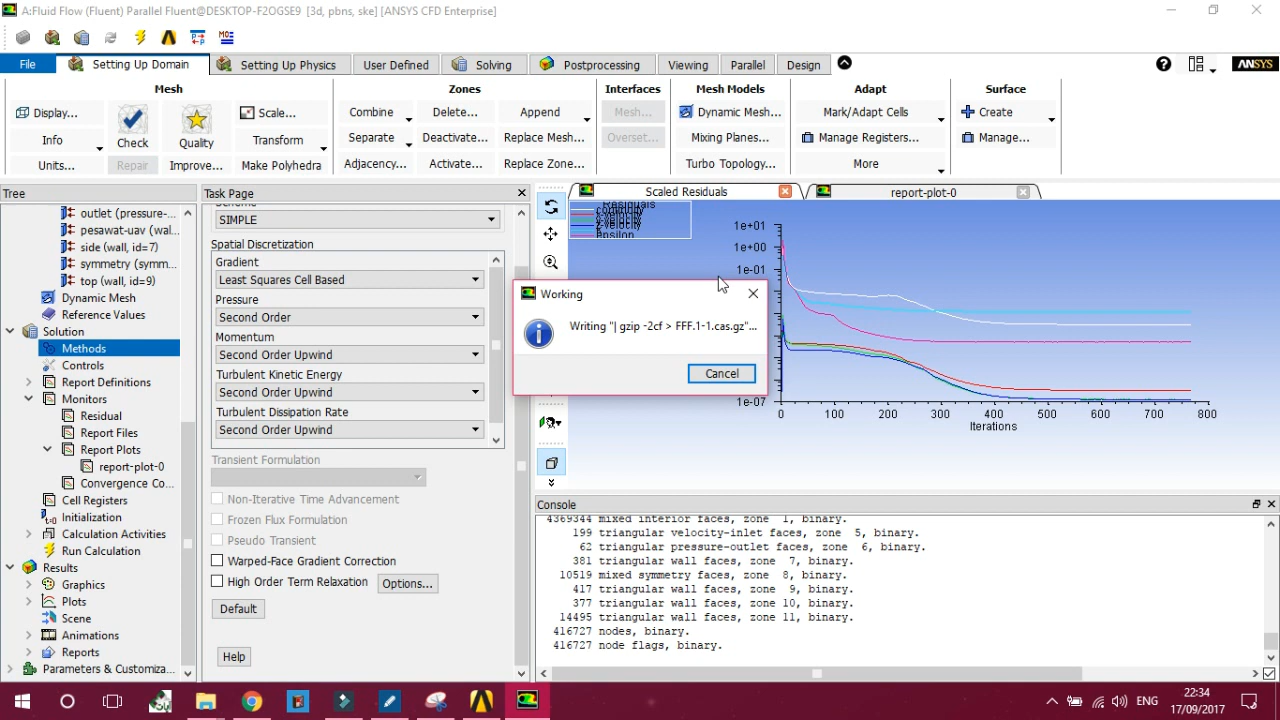 A:Fluid Flow (Fluent) Parallel Fluent@DESKTOP-F2OGSE9 [3d, pbns, ske] [ANSYS CFD Enterprise]
File
Setting Up Domain
Setting Up Physics
User Defined
Solving
Postprocessing
Viewing
Parallel
Design
ANSYS
Mesh
Zones
Interfaces
Mesh Models
Adapt
Surface
Display...
Scale...
Combine
Delete...
Append
Mesh...
Dynamic Mesh...
Mark/Adapt Cells
Create
Info
Check
Quality
Transform
Separate
Deactivate...
Replace Mesh...
Overset...
Mixing Planes...
Manage Registers...
Manage...
Units...
Repair
Improve...
Make Polyhedra
Adjacency...
Activate...
Replace Zone...
Turbo Topology...
More
Tree
outlet (pressure-...
pesawat-uav (wal...
side (wall, id=7)
symmetry (symm...
top (wall, id=9)
Dynamic Mesh
Reference Values
Solution
Methods
Controls
Report Definitions
Monitors
Residual
Report Files
Report Plots
report-plot-0
Convergence Co...
Cell Registers
Initialization
Calculation Activities
Run Calculation
Results
Graphics
Plots
Scene
Animations
Reports
Parameters & Customiza...
Task Page
Scheme
SIMPLE
Spatial Discretization
Gradient
Least Squares Cell Based
Pressure
Second Order
Momentum
Second Order Upwind
Turbulent Kinetic Energy
Second Order Upwind
Turbulent Dissipation Rate
Second Order Upwind
Transient Formulation
Non-Iterative Time Advancement
Frozen Flux Formulation
Pseudo Transient
Warped-Face Gradient Correction
High Order Term Relaxation
Options...
Default
Help
Scaled Residuals
report-plot-0
Residuals
z-velocity
epsilon
1e+01
1e+00
1e-01
1e-07
0
100
200
300
400
500
600
700
800
Iterations
Working
Writing "| gzip -2cf > FFF.1-1.cas.gz"...
Cancel
Console
4369344 mixed interior faces, zone 1, binary.
199 triangular velocity-inlet faces, zone 5, binary.
62 triangular pressure-outlet faces, zone 6, binary.
381 triangular wall faces, zone 7, binary.
10519 mixed symmetry faces, zone 8, binary.
417 triangular wall faces, zone 9, binary.
377 triangular wall faces, zone 10, binary.
14495 triangular wall faces, zone 11, binary.
416727 nodes, binary.
416727 node flags, binary.
ENG
22:34
17/09/2017